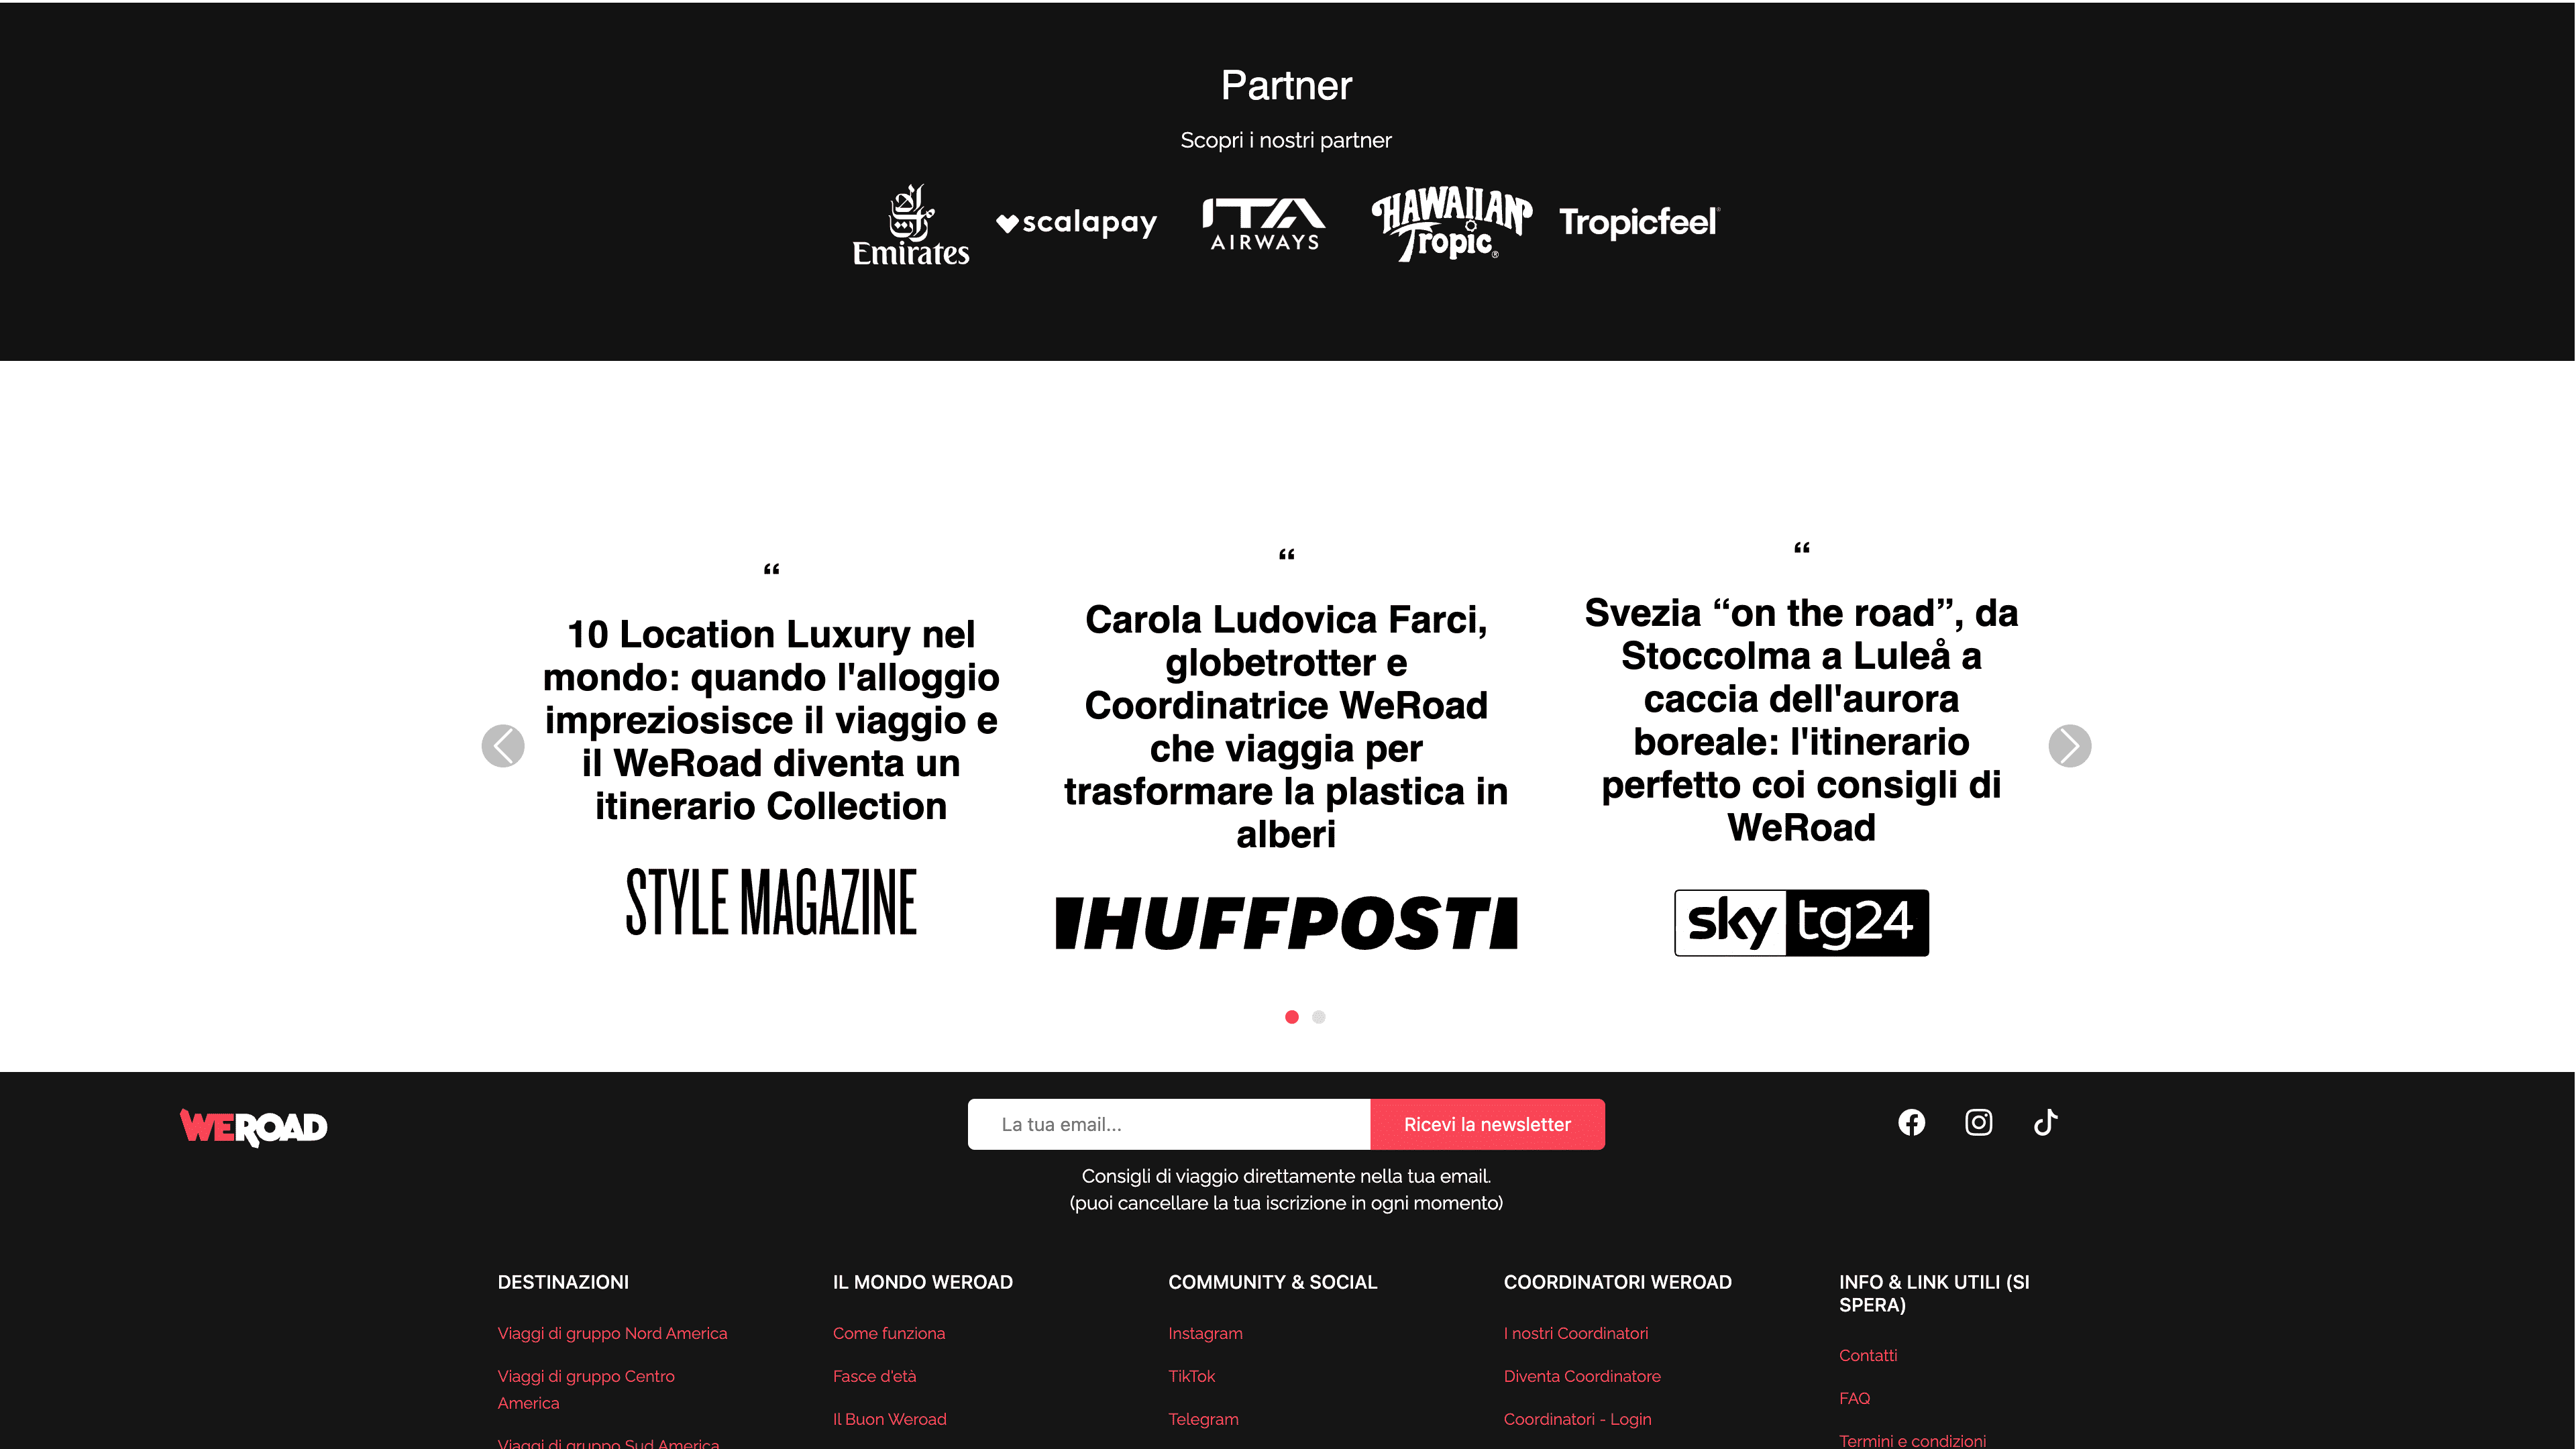 Partner
Scopri i nostri partner
Emirates
scalapay
ITA AIRWAYS
HAWAIIAN Tropic®
Tropicfeel
“
10 Location Luxury nel
mondo: quando l'alloggio
impreziosisce il viaggio e
il WeRoad diventa un
itinerario Collection
STYLE MAGAZINE
“
Carola Ludovica Farci,
globetrotter e
Coordinatrice WeRoad
che viaggia per
trasformare la plastica in
alberi
HUFFPOST
“
Svezia “on the road”, da
Stoccolma a Luleå a
caccia dell'aurora
boreale: l'itinerario
perfetto coi consigli di
WeRoad
sky tg24
WEROAD
La tua email...
Ricevi la newsletter
Consigli di viaggio direttamente nella tua email.
(puoi cancellare la tua iscrizione in ogni momento)
DESTINAZIONI
Viaggi di gruppo Nord America
Viaggi di gruppo Centro
America
Viaggi di gruppo Sud America
IL MONDO WEROAD
Come funziona
Fasce d'età
Il Buon Weroad
COMMUNITY & SOCIAL
Instagram
TikTok
Telegram
COORDINATORI WEROAD
I nostri Coordinatori
Diventa Coordinatore
Coordinatori - Login
INFO & LINK UTILI (SI
SPERA)
Contatti
FAQ
Termini e condizioni